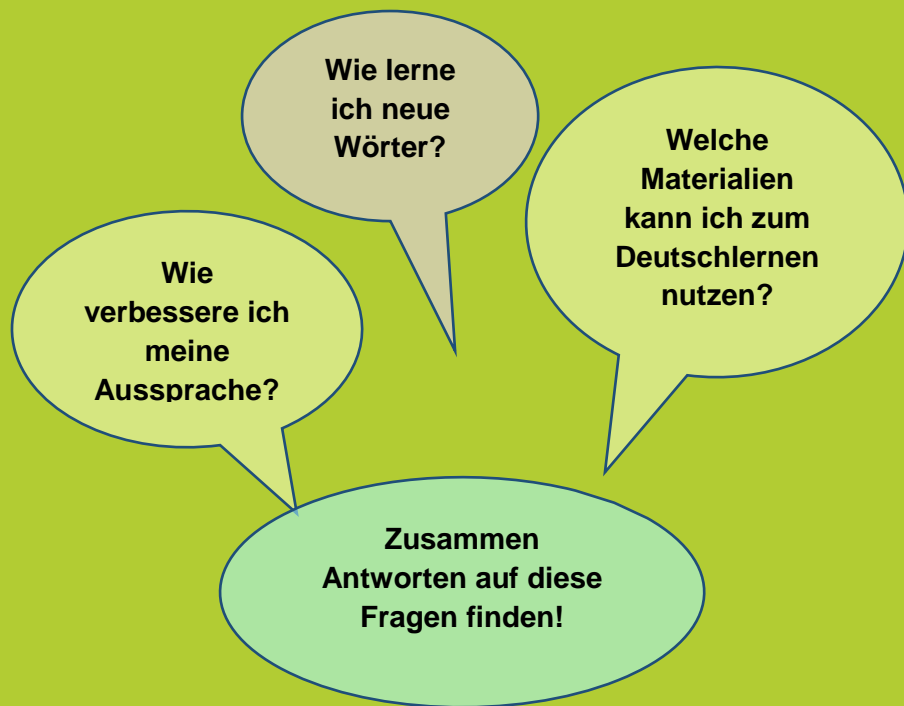 Wie lerne
ich neue
Wörter?
Welche
Materialien
kann ich zum
Deutschlernen
nutzen?
Wie
verbessere ich
meine
Aussprache?
Zusammen
Antworten auf diese
Fragen finden!